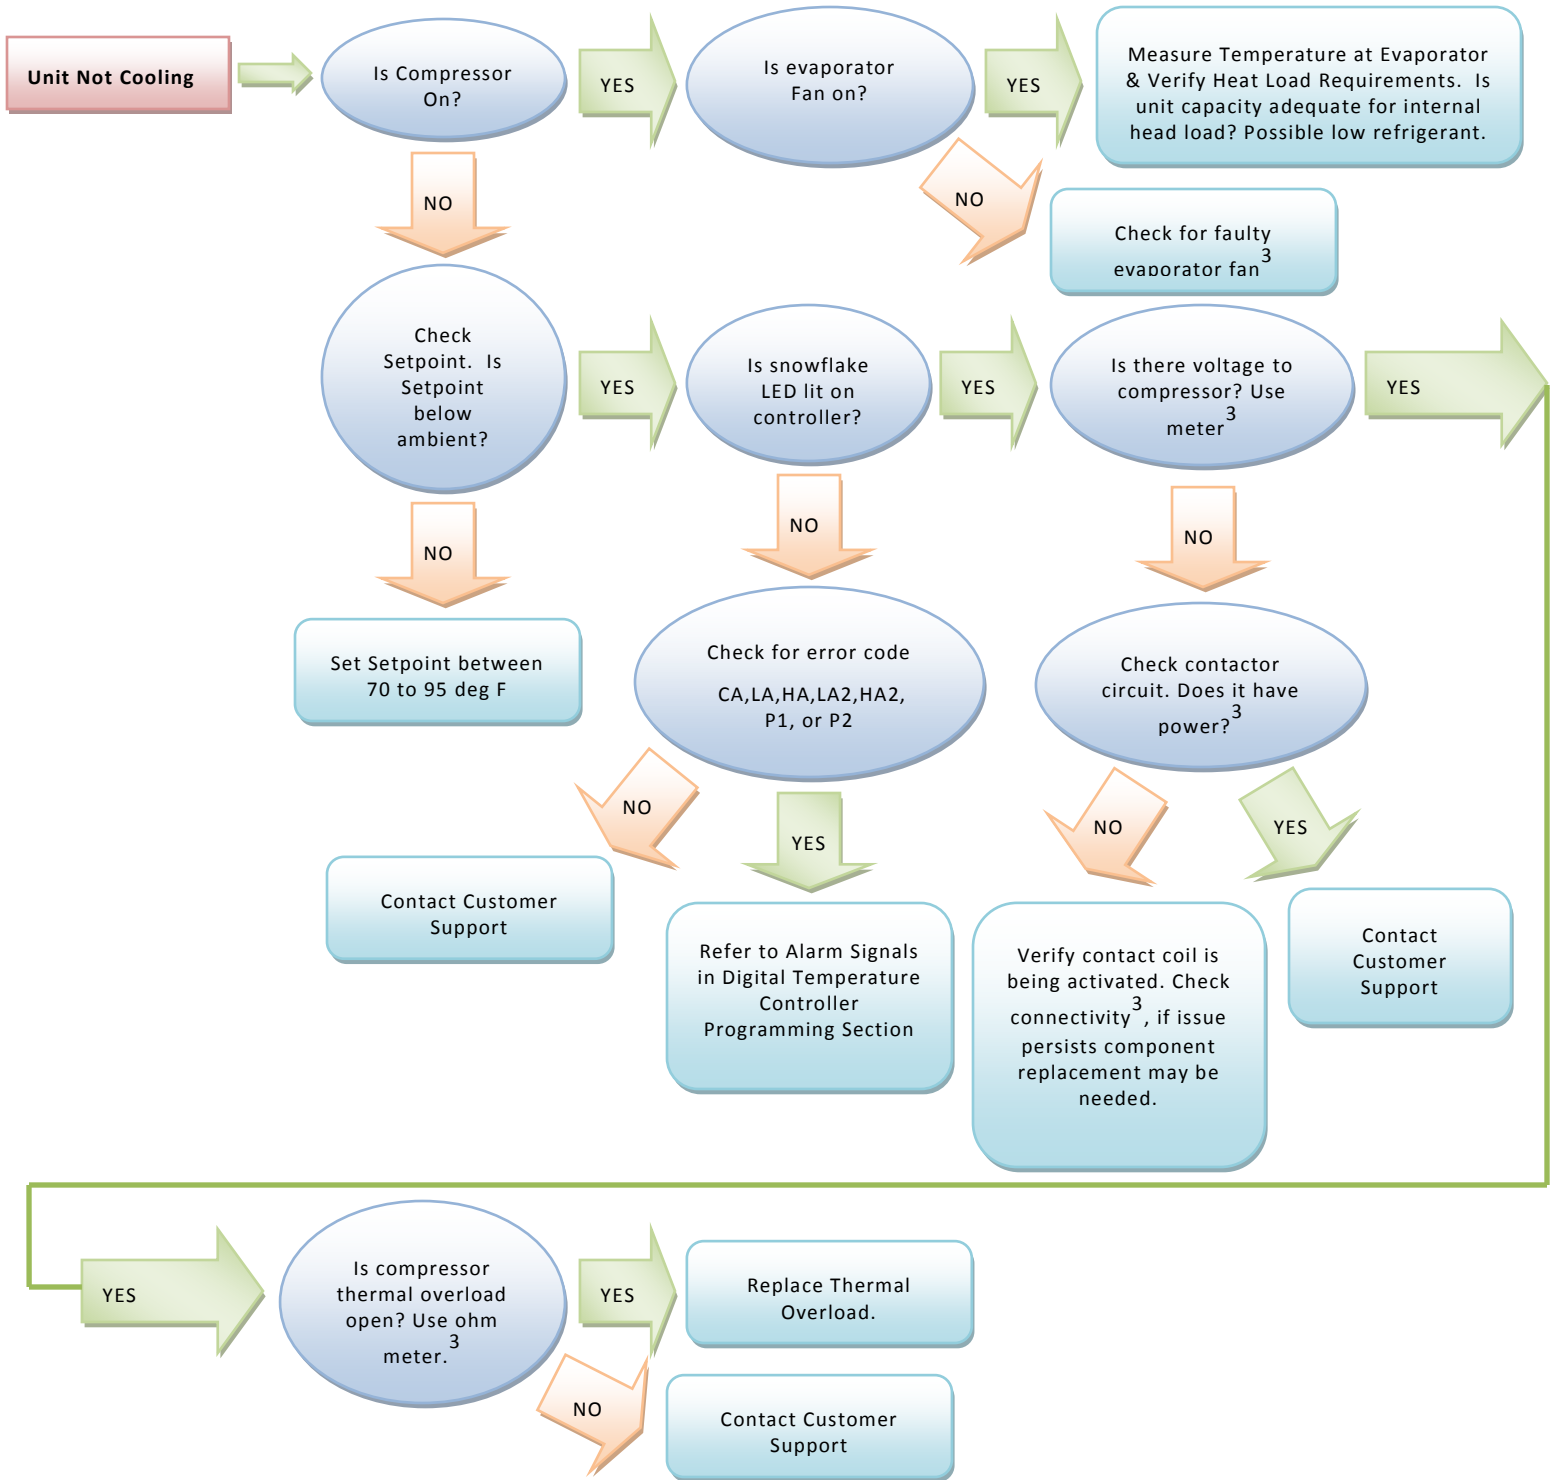 Unit Not Cooling
Is Compressor
On?
YES
Is evaporator
Fan on?
YES
Measure Temperature at Evaporator
& Verify Heat Load Requirements. Is
unit capacity adequate for internal
head load? Possible low refrigerant.
NO
NO
Check for faulty
evaporator fan3
Check
Setpoint. Is
Setpoint
below
ambient?
YES
Is snowflake
LED lit on
controller?
YES
Is there voltage to
compressor? Use
meter3
YES
NO
NO
NO
Set Setpoint between
70 to 95 deg F
Check for error code
CA,LA,HA,LA2,HA2,
P1, or P2
Check contactor
circuit. Does it have
power?3
NO
YES
NO
YES
Contact Customer
Support
Refer to Alarm Signals
in Digital Temperature
Controller
Programming Section
Verify contact coil is
being activated. Check
connectivity3, if issue
persists component
replacement may be
needed.
Contact
Customer
Support
YES
Is compressor
thermal overload
open? Use ohm
meter.3
YES
Replace Thermal
Overload.
NO
Contact Customer
Support